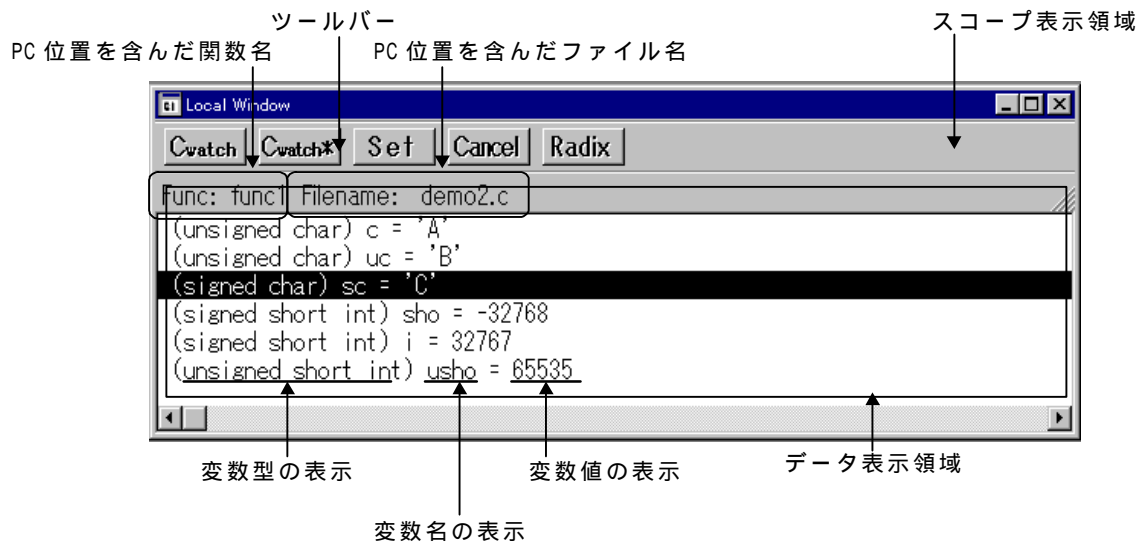 ツールバー
スコープ表示領域
PC 位置を含んだ関数名
PC 位置を含んだファイル名
Local Window
Cwatch Cwatch* Set Cancel Radix
Func: func1 Filename: demo2.c
(unsigned char) c = 'A'
(unsigned char) uc = 'B'
(signed char) sc = 'C'
(signed short int) sho = -32768
(signed short int) i = 32767
(unsigned short int) usho = 65535
変数型の表示
変数値の表示
データ表示領域
変数名の表示